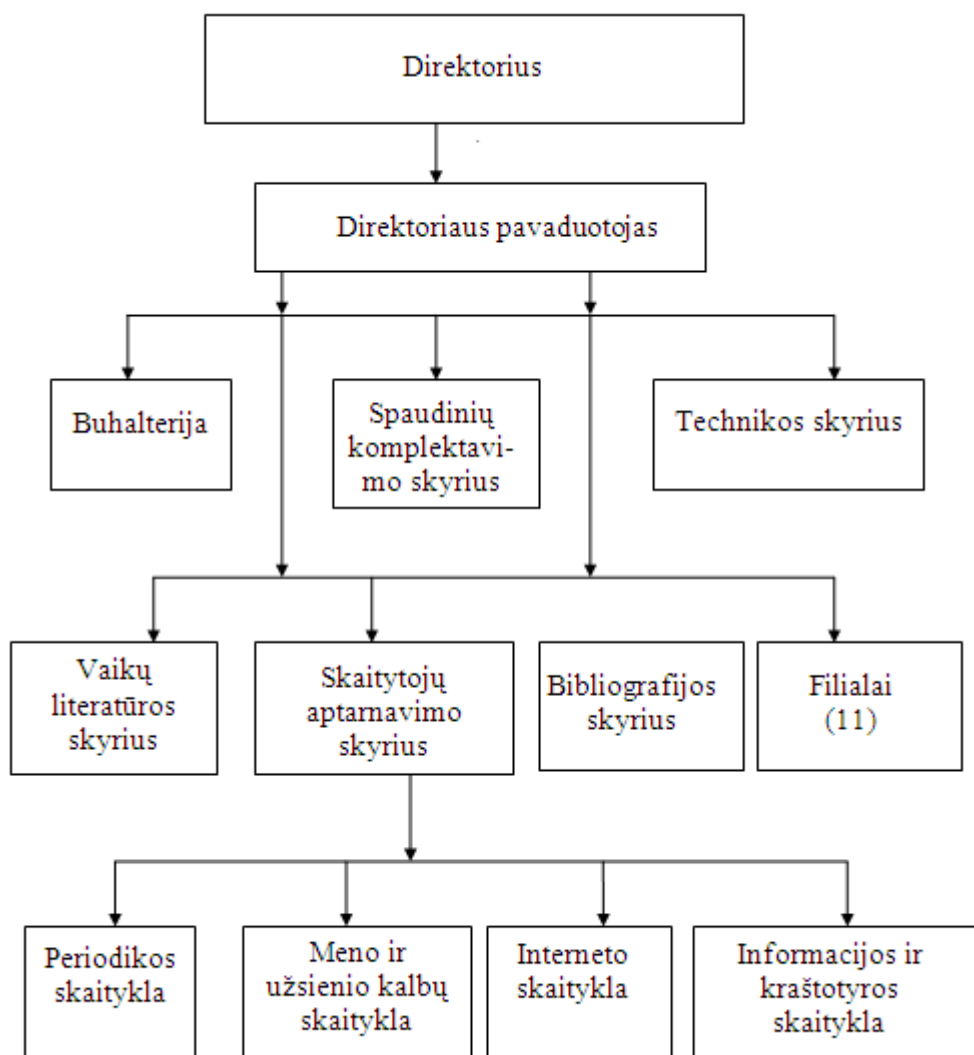 Direktorius
Direktoriaus pavaduotojas
Buhalterija
Spaudinių
komplektavi-
mo skyrius
Technikos skyrius
Vaikų
literatūros
skyrius
Skaitytojų
aptarnavimo
skyrius
Bibliografijos
skyrius
Filialai
(11)
Periodikos
skaitykla
Meno ir
užsienio kalbų
skaitykla
Interneto
skaitykla
Informacijos ir
kraštotyros
skaitykla